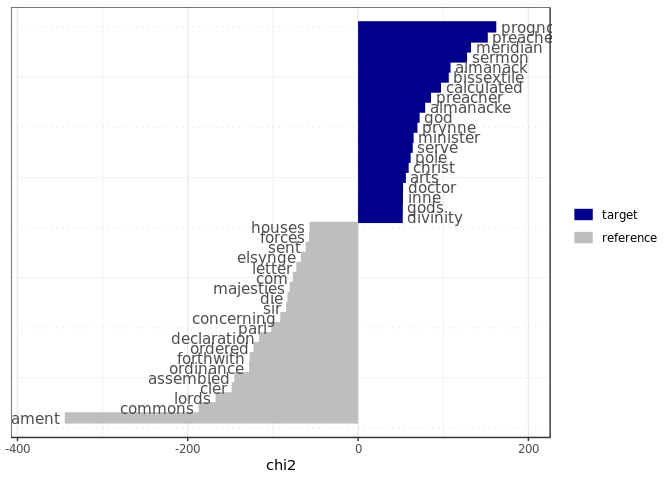 progno
preache
meridian
sermon
almanack
bissextile
calculated
preacher
almanacke
god
prynne
minister
serve
pole
christ
arts
doctor
inne
gods
divinity
houses
forces
sent
elsynge
letter
com
majesties
die
sir
concerning
parl
declaration
ordered
forthwith
ordinance
assembled
cler
lords
commons
ament
-400
-200
0
200
chi2
target
reference